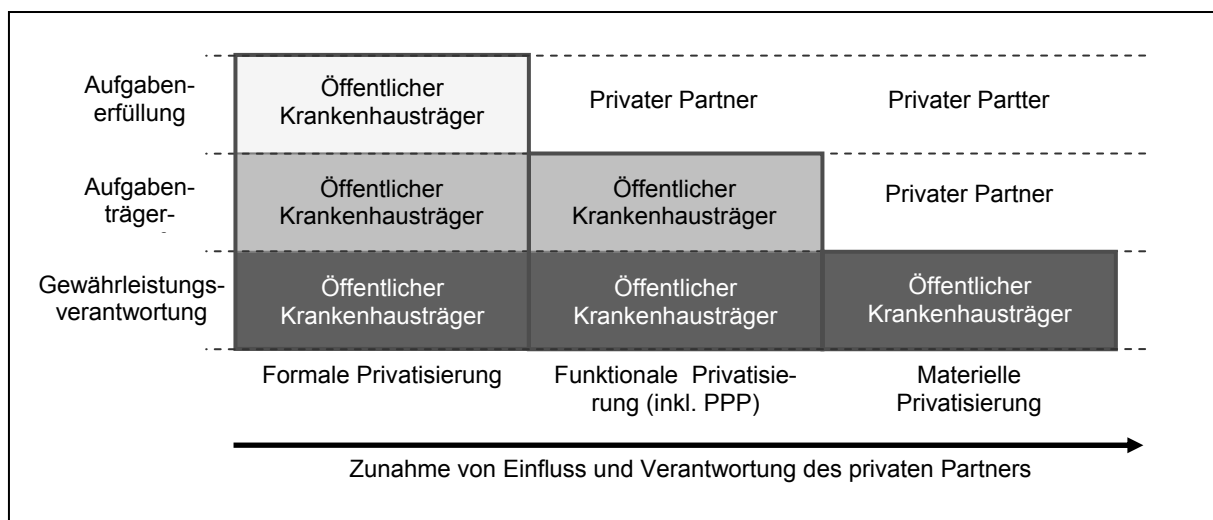 Aufgaben-
erfüllung
Öffentlicher
Krankenhausträger
Privater Partner
Privater Partter
Aufgaben-
träger-
Öffentlicher
Krankenhausträger
Öffentlicher
Krankenhausträger
Privater Partner
Gewährleistungs-
verantwortung
Öffentlicher
Krankenhausträger
Öffentlicher
Krankenhausträger
Öffentlicher
Krankenhausträger
Formale Privatisierung
Funktionale Privatisie-
rung (inkl. PPP)
Materielle
Privatisierung
Zunahme von Einfluss und Verantwortung des privaten Partners